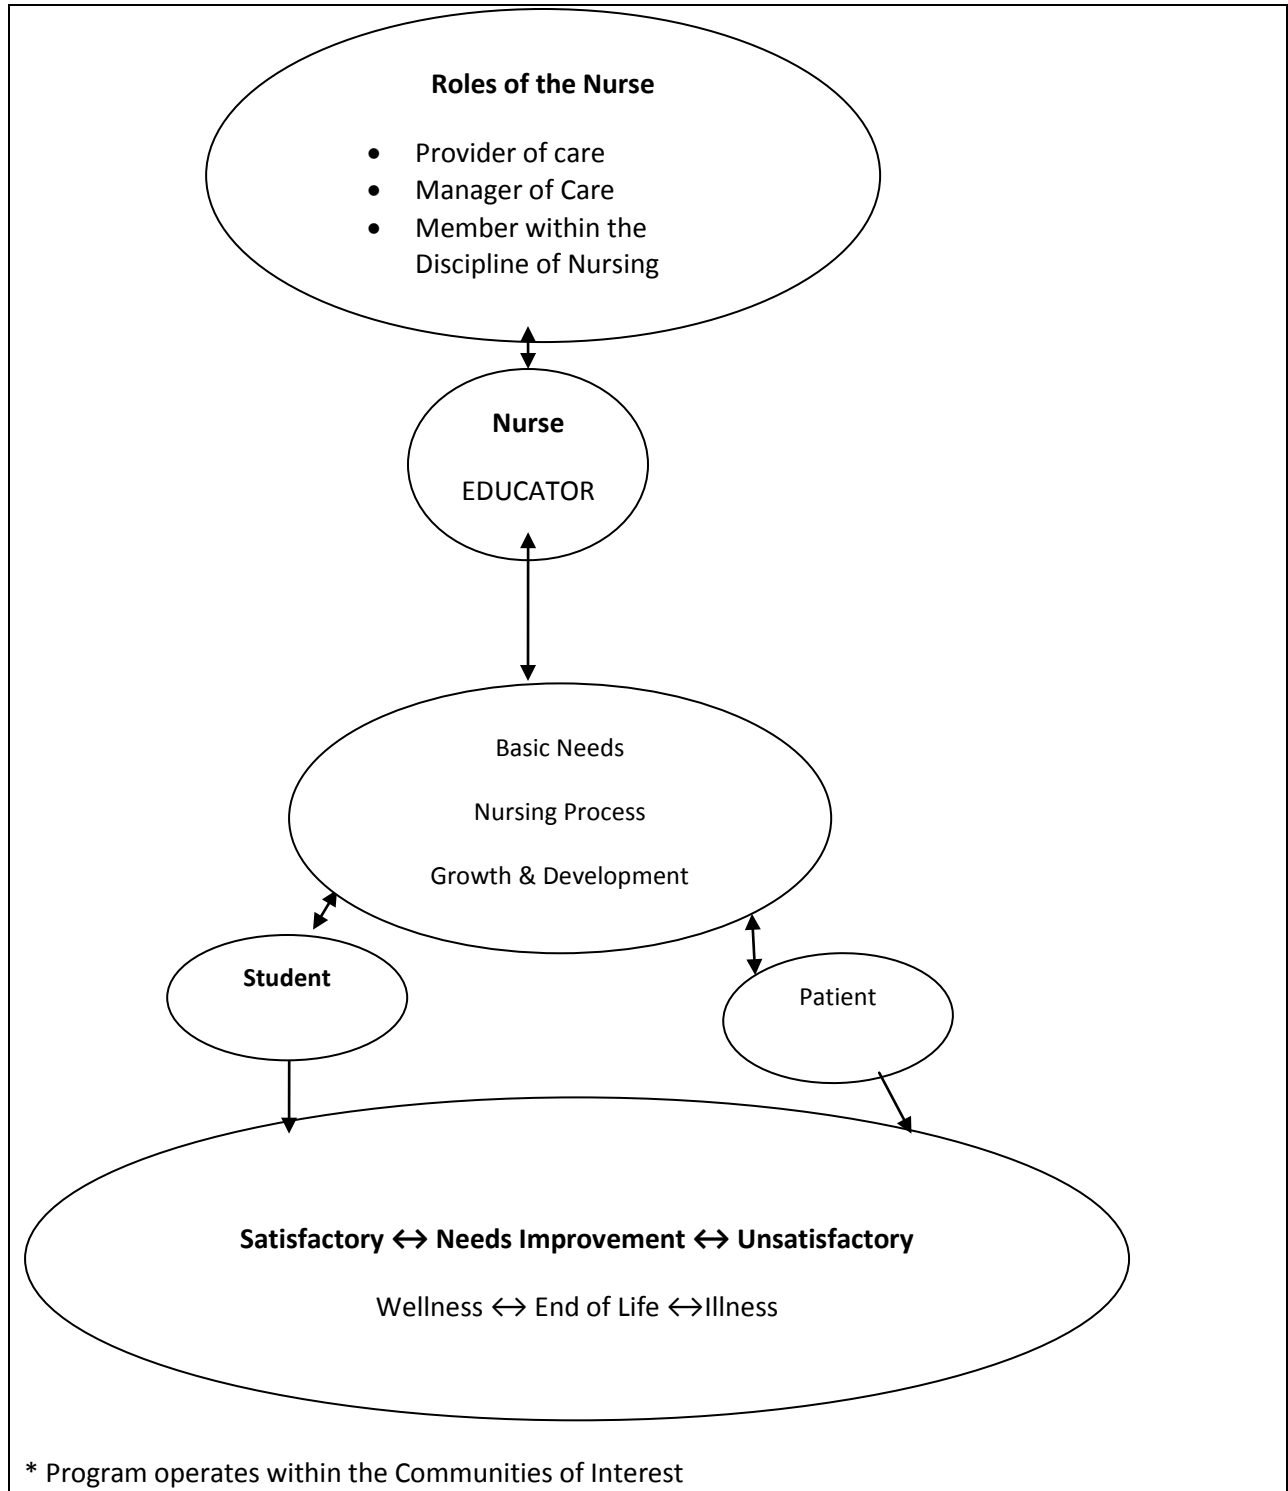 Roles of the Nurse
• Provider of care
• Manager of Care
• Member within the
Discipline of Nursing
Nurse
EDUCATOR
Basic Needs
Nursing Process
Growth & Development
Student
Patient
Satisfactory ↔ Needs Improvement ↔ Unsatisfactory
Wellness ↔ End of Life ↔Illness
* Program operates within the Communities of Interest